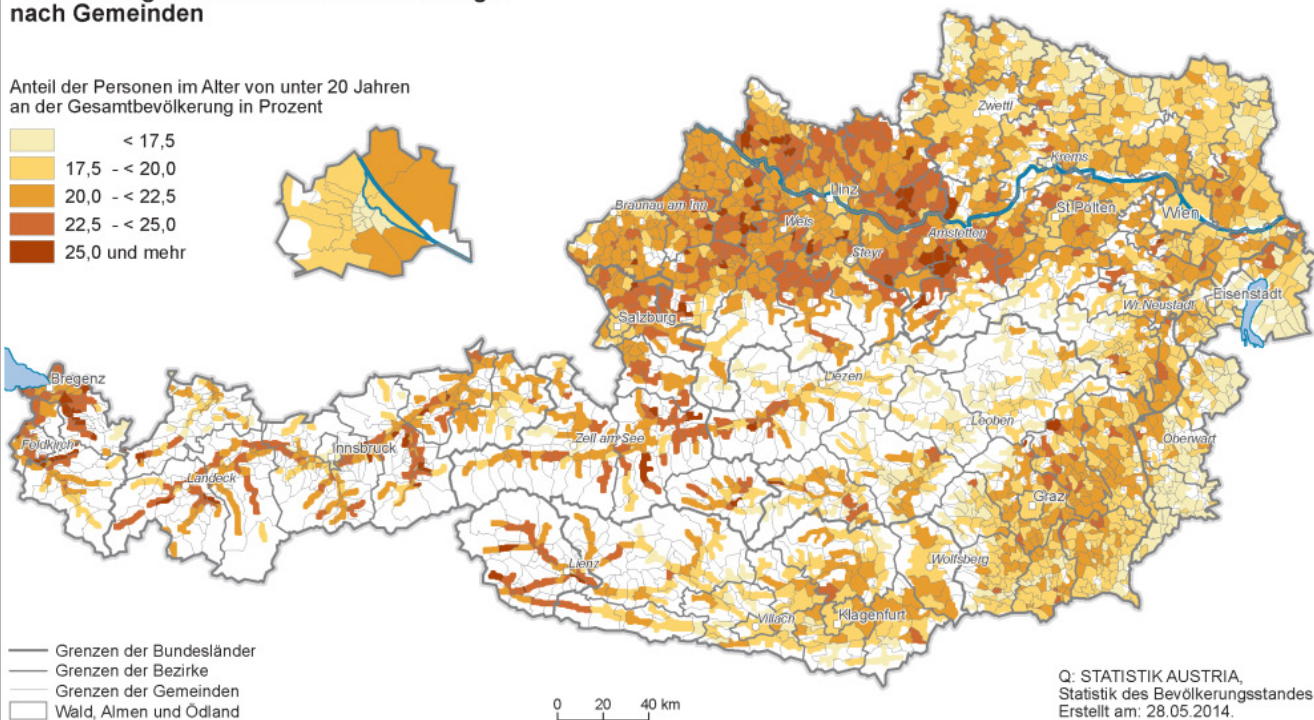 nach Gemeinden
Anteil der Personen im Alter von unter 20 Jahren
an der Gesamtbevölkerung in Prozent
< 17,5
17,5 - < 20,0
20,0 - < 22,5
22,5 - < 25,0
25,0 und mehr
Zwettl
Krems
Linz
Braunau am Inn
Wels
St.Pölten
Wien
Amstetten
Steyr
Eisenstadt
Wr.Neustadt
Salzburg
Bregenz
Liezen
Leoben
Feldkirch
Innsbruck
Zell am See
Oberwart
Landeck
Graz
Lienz
Wolfsberg
Villach
Klagenfurt
Grenzen der Bundesländer
Grenzen der Bezirke
Grenzen der Gemeinden
Wald, Almen und Ödland
0 20 40 km
Q: STATISTIK AUSTRIA,
Statistik des Bevölkerungsstandes.
Erstellt am: 28.05.2014.